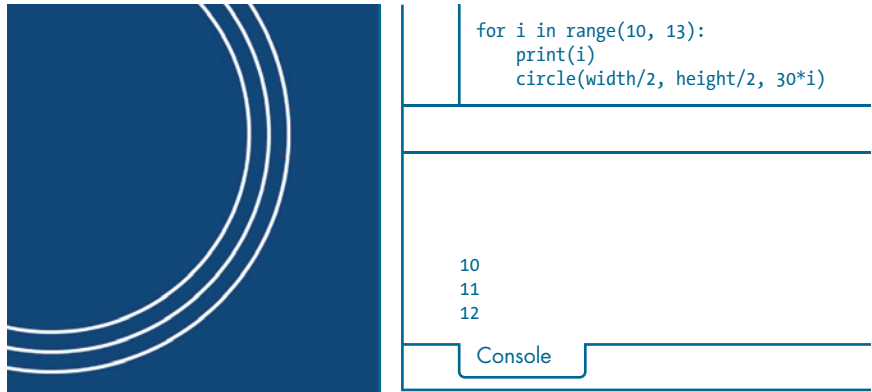 for i in range(10, 13):
    print(i)
    circle(width/2, height/2, 30*i)
10
11
12
Console